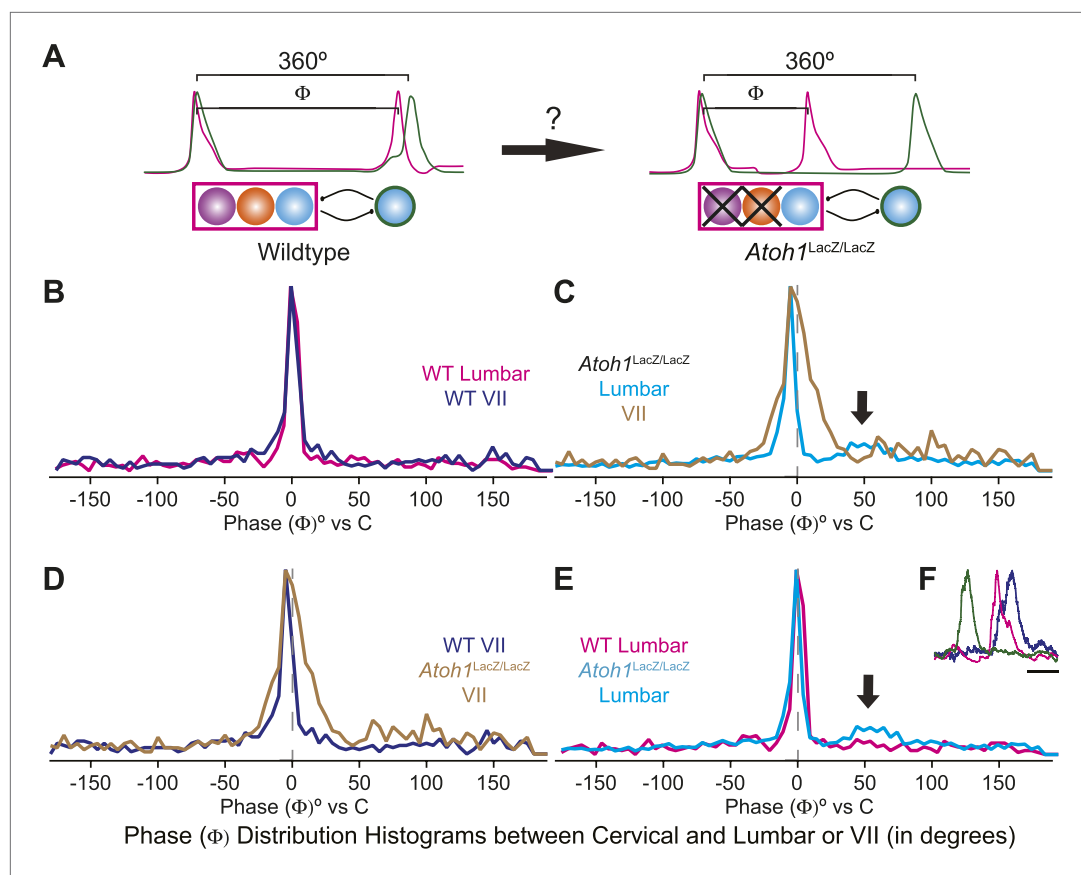 A
360º
Φ
Wildtype
?
360º
Φ
Atoh1LacZ/LacZ
B
WT Lumbar
WT VII
-150 -100 -50 0 50 100 150
Phase (Φ)º vs C
C
Atoh1LacZ/LacZ
Lumbar
VII
-150 -100 -50 0 50 100 150
Phase (Φ)º vs C
D
WT VII
Atoh1LacZ/LacZ
VII
-150 -100 -50 0 50 100 150
Phase (Φ)º vs C
E
WT Lumbar
Atoh1LacZ/LacZ
Lumbar
-150 -100 -50 0 50 100 150
Phase (Φ)º vs C
F
Phase (Φ) Distribution Histograms between Cervical and Lumbar or VII (in degrees)